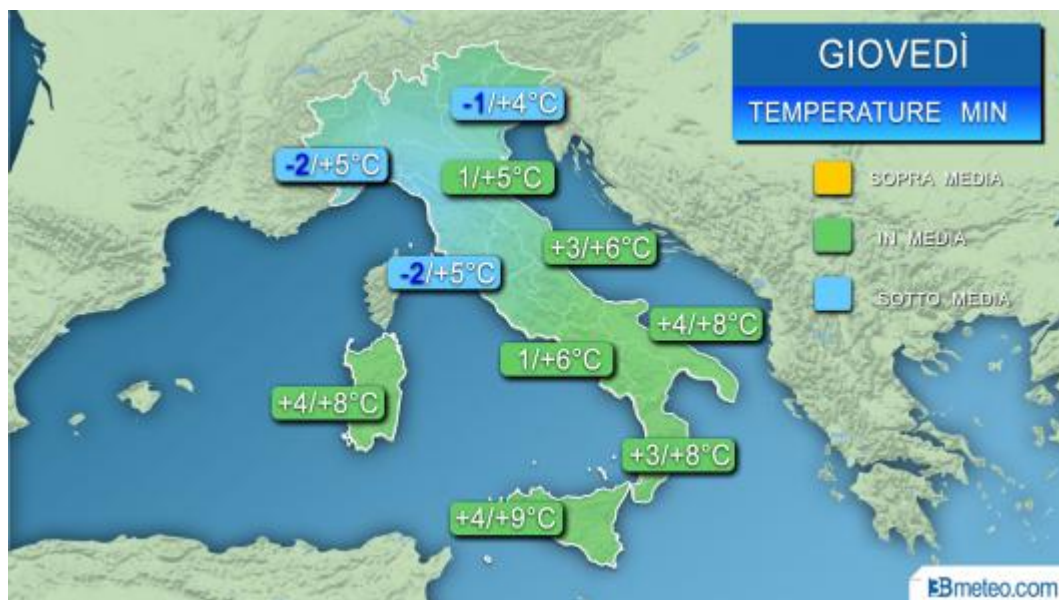 GIOVEDÌ
TEMPERATURE MIN
SOPRA MEDIA
IN MEDIA
SOTTO MEDIA
-1/+4°C
-2/+5°C
1/+5°C
+3/+6°C
-2/+5°C
+4/+8°C
1/+6°C
+4/+8°C
+3/+8°C
+4/+9°C
3Bmeteo.com